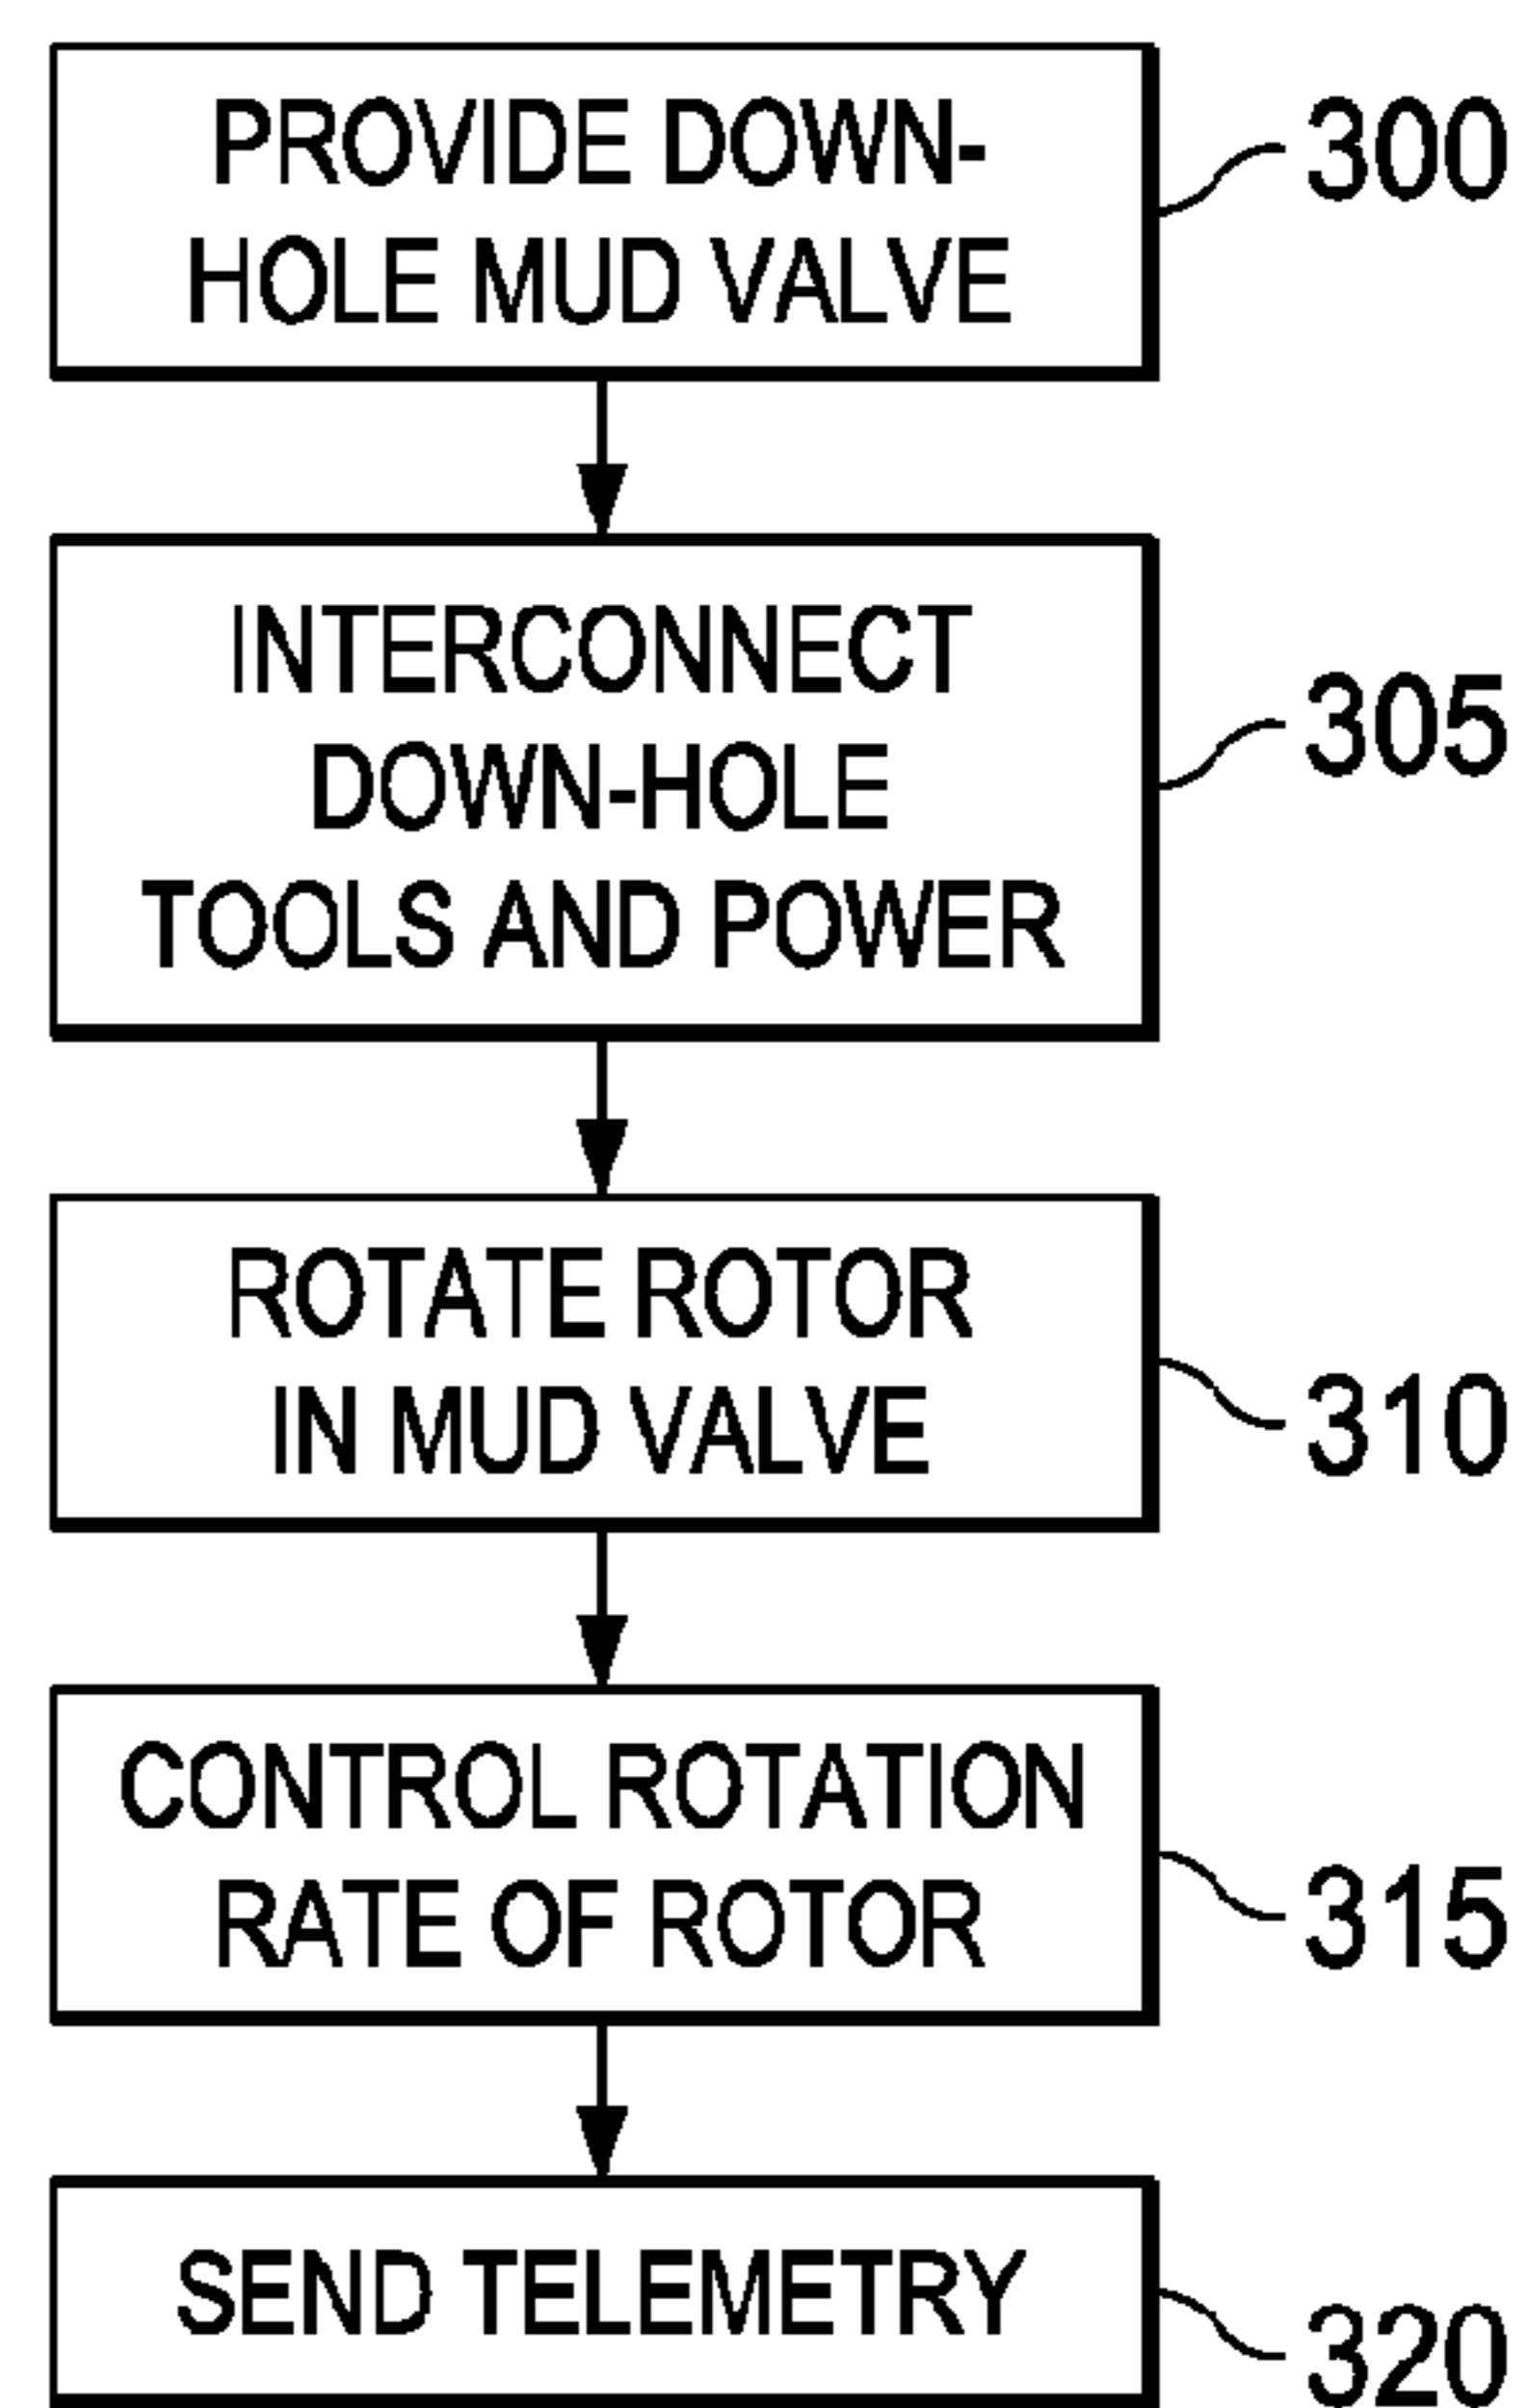 PROVIDE DOWN-
HOLE MUD VALVE
300
INTERCONNECT
DOWN-HOLE
TOOLS AND POWER
305
ROTATE ROTOR
IN MUD VALVE
310
CONTROL ROTATION
RATE OF ROTOR
315
SEND TELEMETRY
320